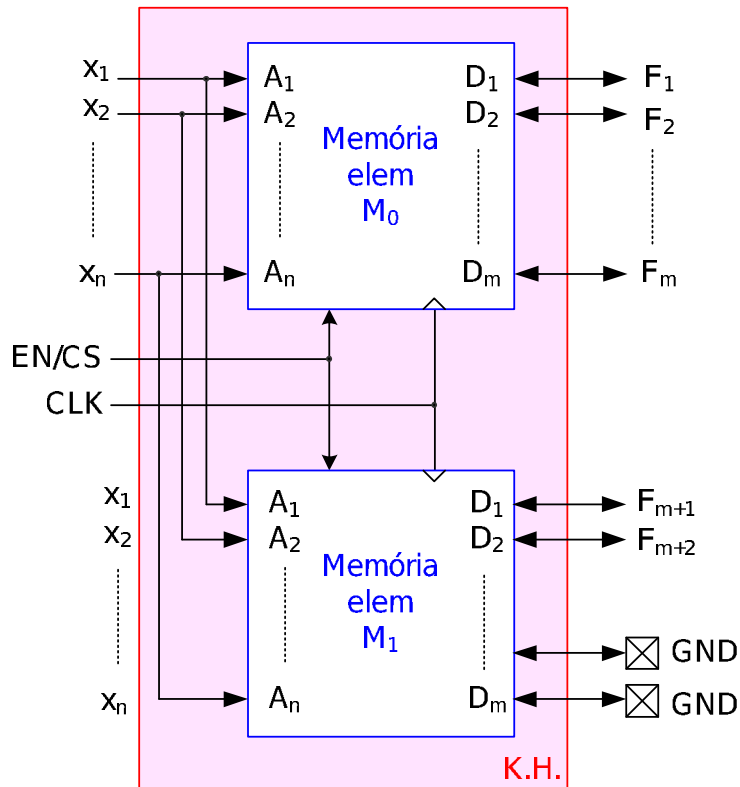 x1 A1 D1 F1
x2 A2 D2 F2
Memória
elem
M0
xn An Dm Fm
EN/CS
CLK
x1 A1 D1 Fm+1
x2 A2 D2 Fm+2
Memória
elem
M1
GND
xn An Dm GND
K.H.